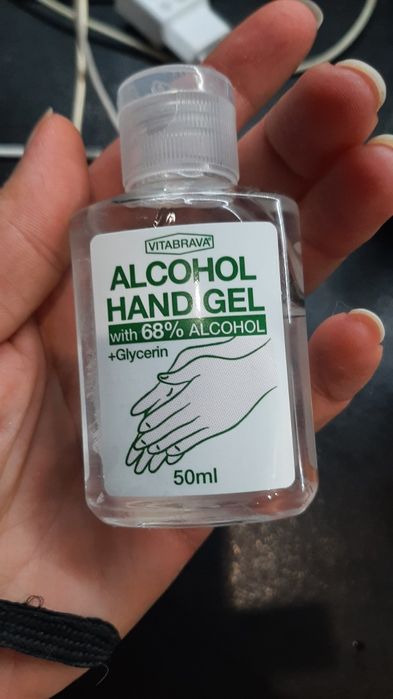 VITABRAVA
ALCOHOL
HAND GEL
with 68% ALCOHOL
+Glycerin
50ml